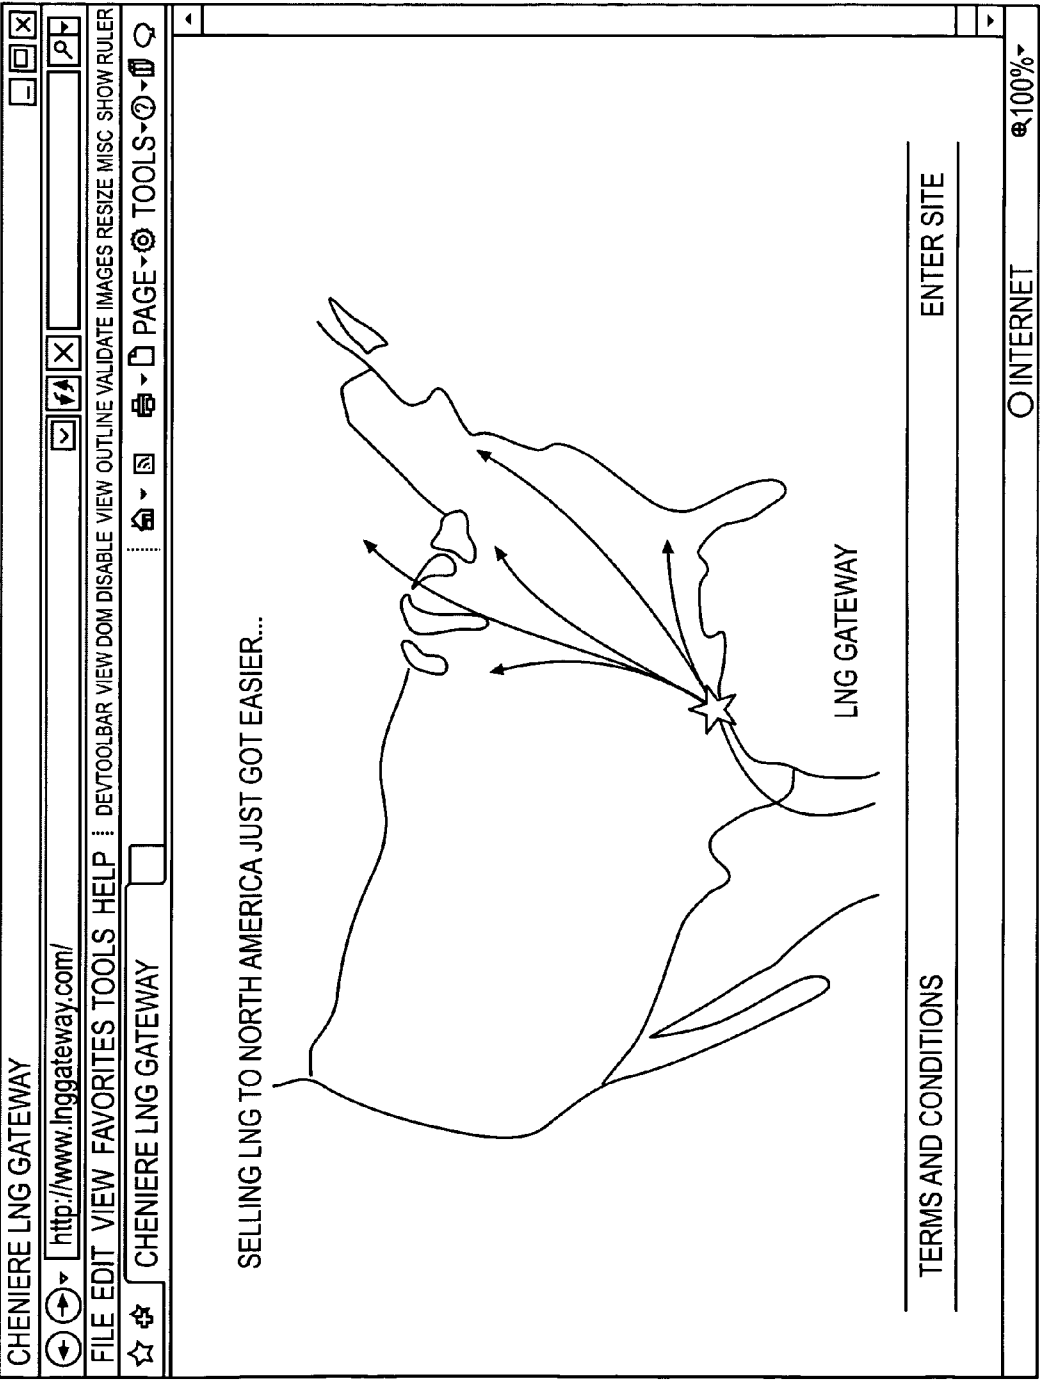 CHENIERE LNG GATEWAY
http://www.lnggateway.com/
FILE EDIT VIEW FAVORITES TOOLS HELP DEVTOOLBAR VIEW DOM DISABLE VIEW OUTLINE VALIDATE IMAGES RESIZE MISC SHOW RULER
CHENIERE LNG GATEWAY PAGE TOOLS
SELLING LNG TO NORTH AMERICA JUST GOT EASIER...
LNG GATEWAY
TERMS AND CONDITIONS ENTER SITE
INTERNET 100%